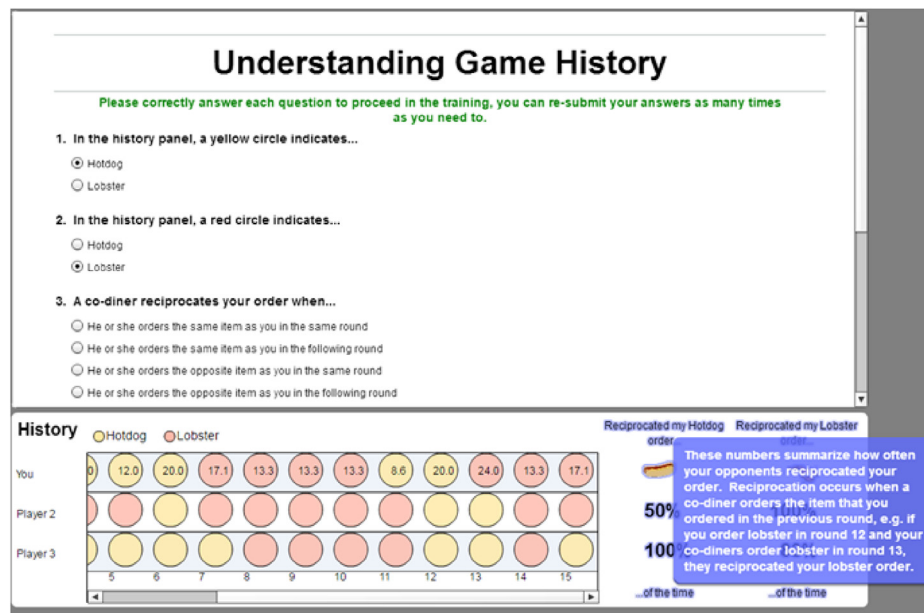 Understanding Game History
Please correctly answer each question to proceed in the training, you can re-submit your answers as many times
as you need to.
1. In the history panel, a yellow circle indicates...
Hotdog
Lobster
2. In the history panel, a red circle indicates...
Hotdog
Lobster
3. A co-diner reciprocates your order when...
He or she orders the same item as you in the same round
He or she orders the same item as you in the following round
He or she orders the opposite item as you in the same round
He or she orders the opposite item as you in the following round
History
Hotdog Lobster
Reciprocated my Hotdog
order...
Reciprocated my Lobster
order...
You
0 12.0 20.0 17.1 13.3 13.3 13.3 8.6 20.0 24.0 13.3 17.1
Player 2
50%
Player 3
100%
5 6 7 8 9 10 11 12 13 14 15
...of the time ...of the time
These numbers summarize how often
your opponents reciprocated your
order. Reciprocation occurs when a
co-diner orders the item that you
ordered in the previous round, e.g. if
you order lobster in round 12 and your
co-diners order lobster in round 13,
they reciprocated your lobster order.